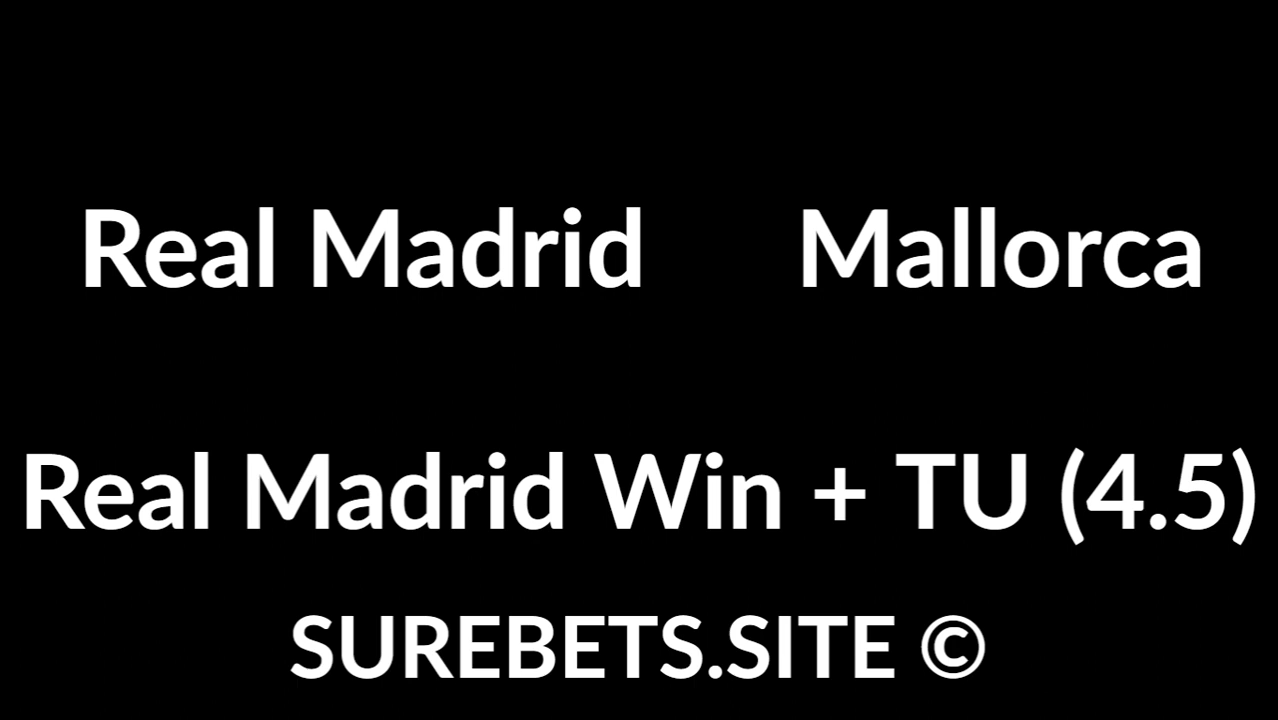 Real Madrid Mallorca
Real Madrid Win + TU (4.5)
SUREBETS.SITE ©